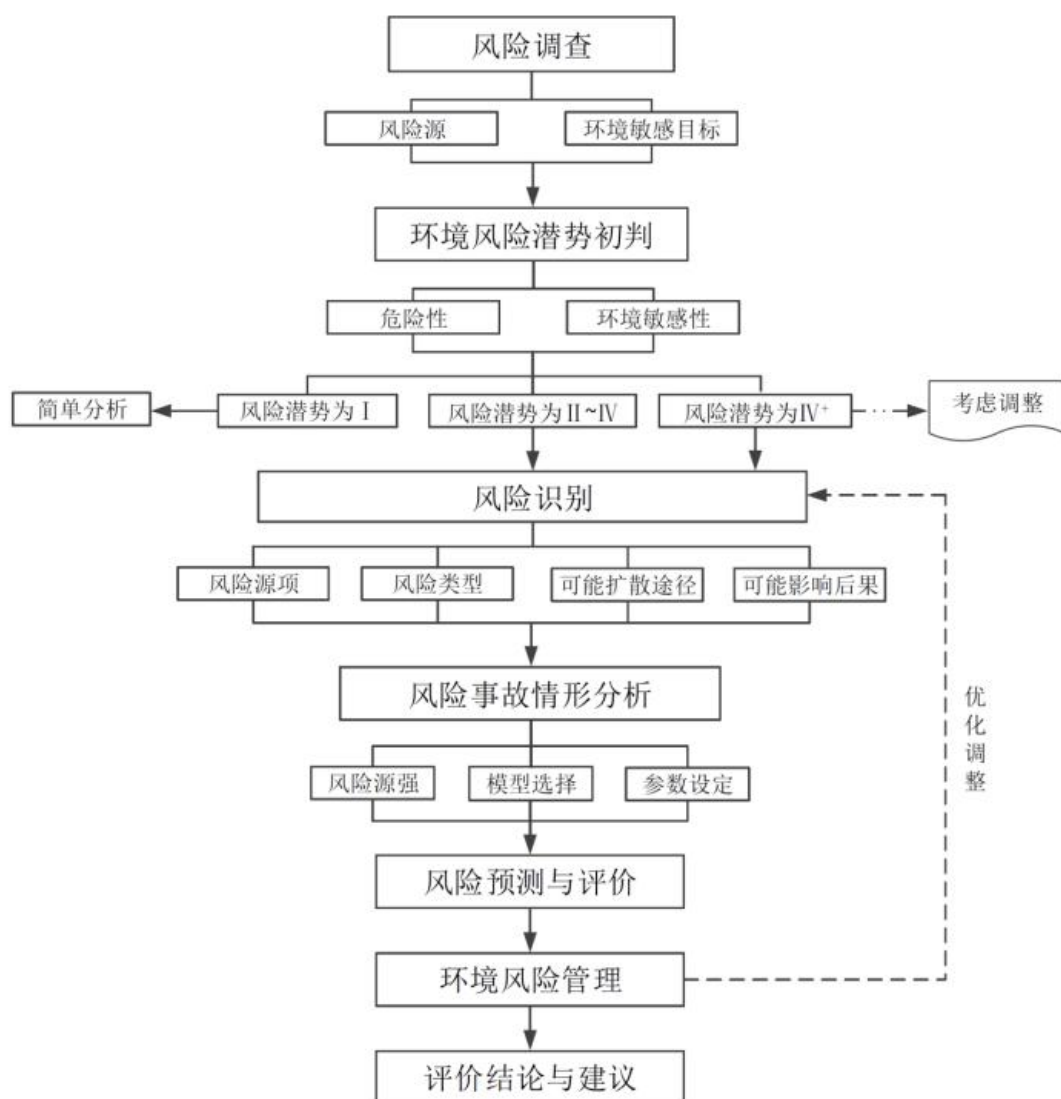 风险调查
风险源
环境敏感目标
环境风险潜势初判
危险性
环境敏感性
简单分析
风险潜势为Ⅰ
风险潜势为Ⅱ~Ⅳ
风险潜势为Ⅳ⁺
考虑调整
风险识别
风险源项
风险类型
可能扩散途径
可能影响后果
风险事故情形分析
风险源强
模型选择
参数设定
优化调整
风险预测与评价
环境风险管理
评价结论与建议